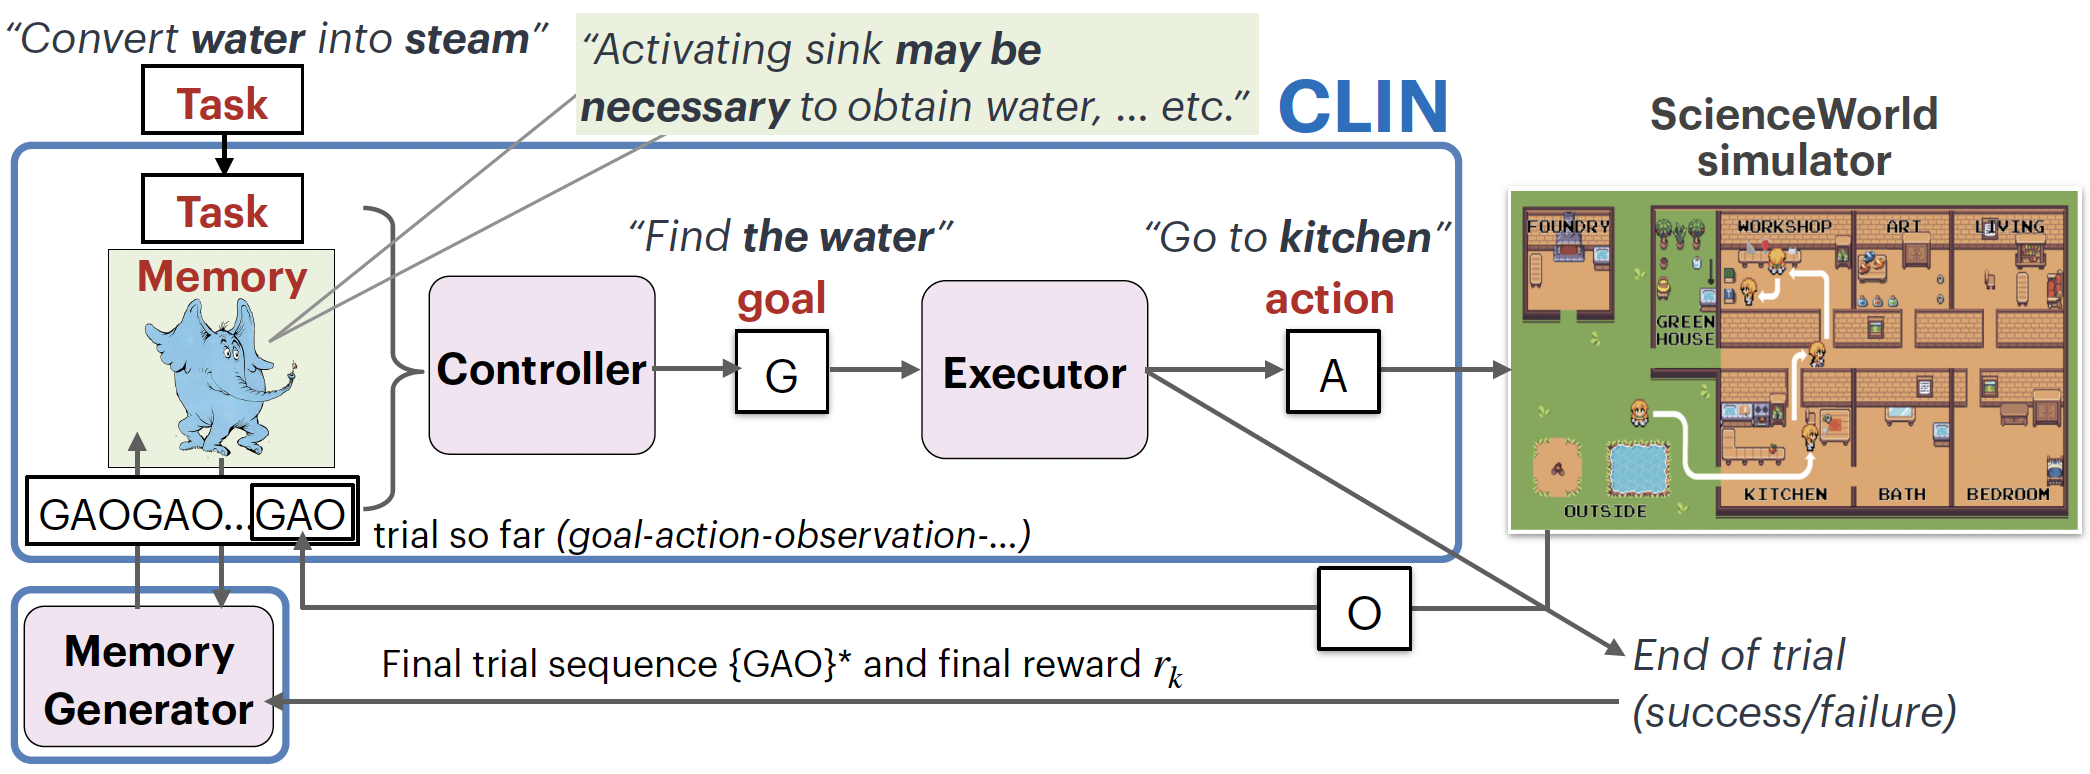 “Convert water into steam”
“Activating sink may be
necessary to obtain water, ... etc.”
CLIN
Task
Task
Memory
“Find the water”
goal
“Go to kitchen”
action
Controller
G
Executor
A
GAOGAO...GAO
trial so far (goal-action-observation-...)
ScienceWorld
simulator
FOUNDRY
WORKSHOP
ART
LIVING
GREEN
HOUSE
KITCHEN
BATH
BEDROOM
OUTSIDE
O
Memory
Generator
Final trial sequence {GAO}* and final reward rk
End of trial
(success/failure)